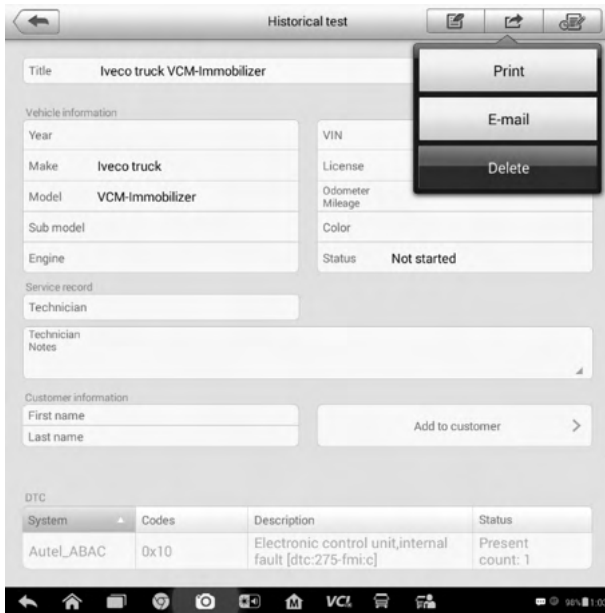 Historical test
Title Iveco truck VCM-Immobilizer
Print
E-mail
Delete
Vehicle information
Year
Make Iveco truck
Model VCM-Immobilizer
Sub model
Engine
VIN
License
Odometer
Mileage
Color
Status Not started
Service record
Technician
Technician
Notes
Customer information
First name
Last name
Add to customer
DTC
System Codes Description Status
Autel_ABAC 0x10 Electronic control unit,internal
fault [dtc:275-fmi:c]
Present
count: 1
M VCI
98%